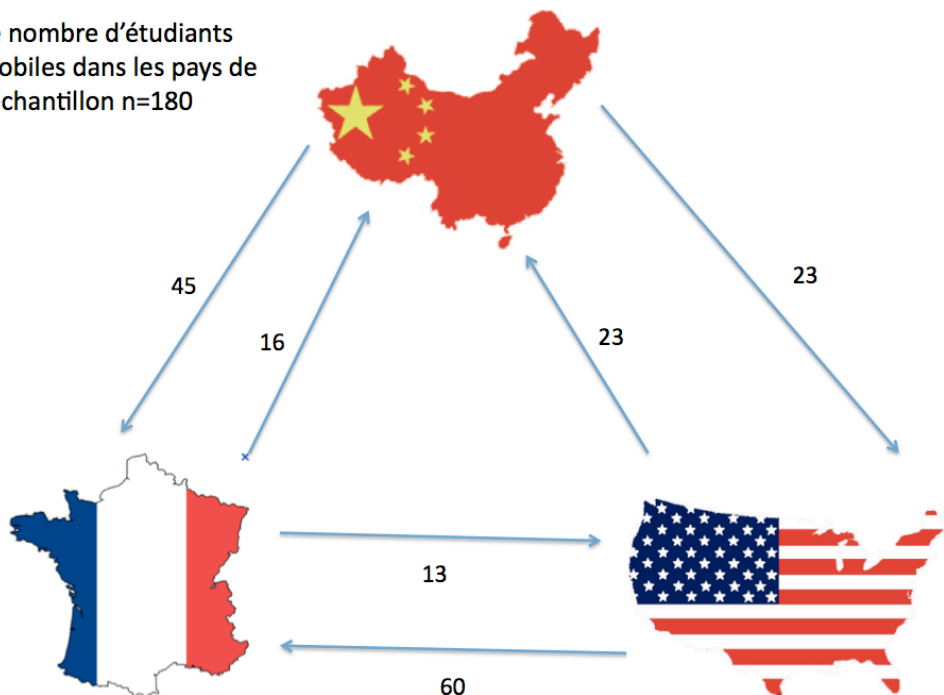 e nombre d’étudiants
obiles dans les pays de
chantillon n=180
45
16
23
23
13
60